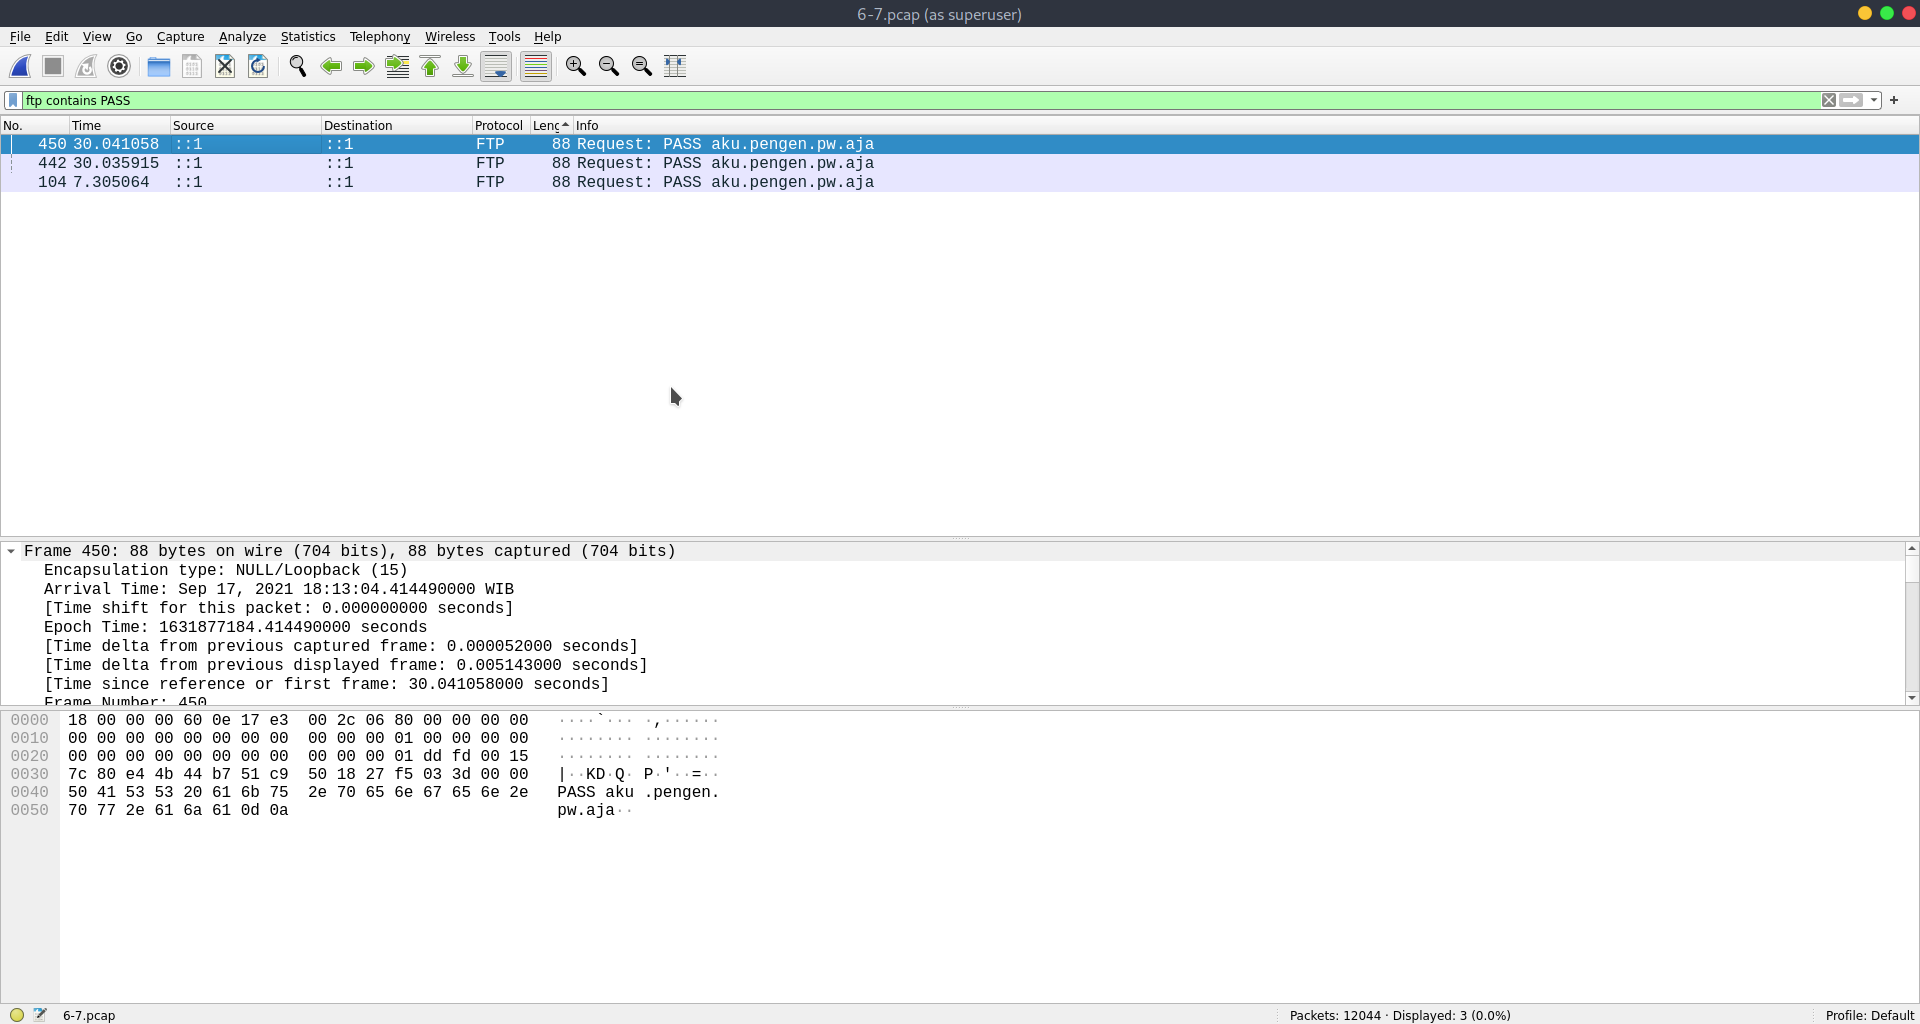 6-7.pcap (as superuser)
File Edit View Go Capture Analyze Statistics Telephony Wireless Tools Help
ftp contains PASS
No. Time Source Destination Protocol Leng Info
450 30.041058 ::1 ::1 FTP 88 Request: PASS aku.pengen.pw.aja
442 30.035915 ::1 ::1 FTP 88 Request: PASS aku.pengen.pw.aja
104 7.305064 ::1 ::1 FTP 88 Request: PASS aku.pengen.pw.aja
Frame 450: 88 bytes on wire (704 bits), 88 bytes captured (704 bits)
Encapsulation type: NULL/Loopback (15)
Arrival Time: Sep 17, 2021 18:13:04.414490000 WIB
[Time shift for this packet: 0.000000000 seconds]
Epoch Time: 1631877184.414490000 seconds
[Time delta from previous captured frame: 0.000052000 seconds]
[Time delta from previous displayed frame: 0.005143000 seconds]
[Time since reference or first frame: 30.041058000 seconds]
Frame Number: 450
0000 18 00 00 00 60 0e 17 e3 00 2c 06 80 00 00 00 00 ····`··· ·,······
0010 00 00 00 00 00 00 00 00 00 00 00 01 00 00 00 00 ········ ········
0020 00 00 00 00 00 00 00 00 00 00 00 01 dd fd 00 15 ········ ········
0030 7c 80 e4 4b 44 b7 51 c9 50 18 27 f5 03 3d 00 00 |··KD·Q· P·'··=··
0040 50 41 53 53 20 61 6b 75 2e 70 65 6e 67 65 6e 2e PASS aku .pengen.
0050 70 77 2e 61 6a 61 0d 0a pw.aja··
6-7.pcap
Packets: 12044 · Displayed: 3 (0.0%)
Profile: Default